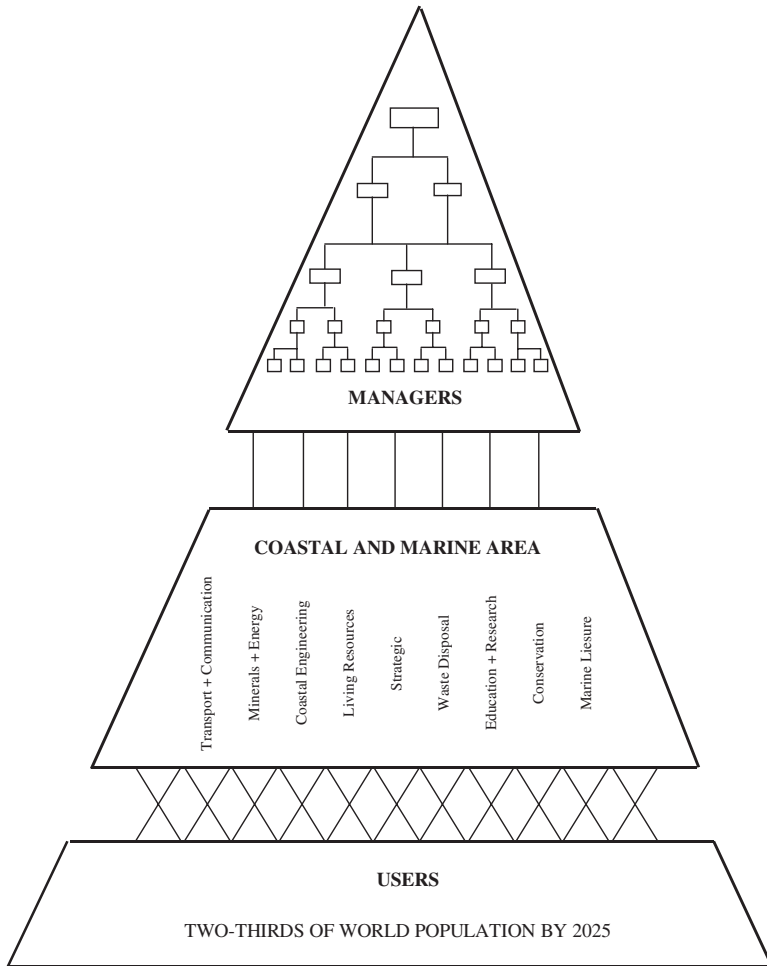 MANAGERS
COASTAL AND MARINE AREA
Transport + Communication
Minerals + Energy
Coastal Engineering
Living Resources
Strategic
Waste Disposal
Education + Research
Conservation
Marine Liesure
USERS
TWO-THIRDS OF WORLD POPULATION BY 2025